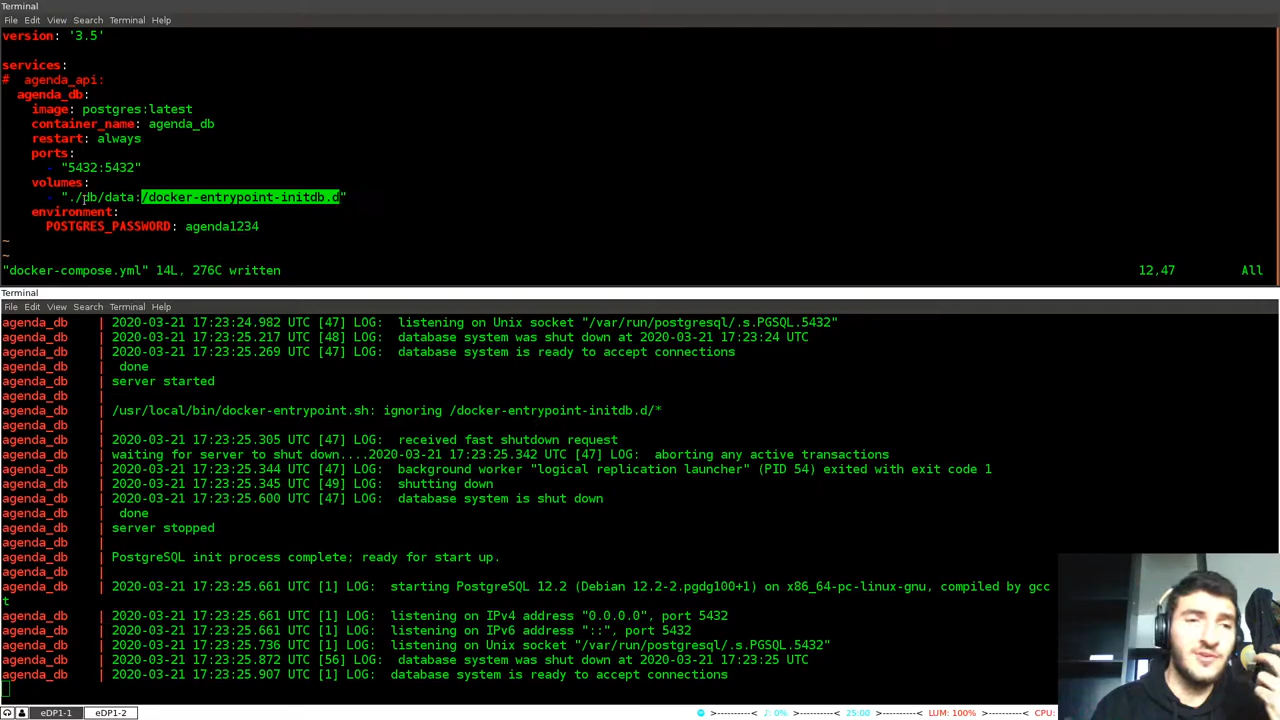 Terminal
File Edit View Search Terminal Help
version: '3.5'
services:
#  agenda_api:
  agenda_db:
    image: postgres:latest
    container_name: agenda_db
    restart: always
    ports:
      - "5432:5432"
    volumes:
      - "./db/data:/docker-entrypoint-initdb.d"
    environment:
      POSTGRES_PASSWORD: agenda1234
~
~
"docker-compose.yml" 14L, 276C written 12,47 All
Terminal
File Edit View Search Terminal Help
agenda_db | 2020-03-21 17:23:24.982 UTC [47] LOG:  listening on Unix socket "/var/run/postgresql/.s.PGSQL.5432"
agenda_db | 2020-03-21 17:23:25.217 UTC [48] LOG:  database system was shut down at 2020-03-21 17:23:24 UTC
agenda_db | 2020-03-21 17:23:25.269 UTC [47] LOG:  database system is ready to accept connections
agenda_db |  done
agenda_db | server started
agenda_db |
agenda_db | /usr/local/bin/docker-entrypoint.sh: ignoring /docker-entrypoint-initdb.d/*
agenda_db |
agenda_db | 2020-03-21 17:23:25.305 UTC [47] LOG:  received fast shutdown request
agenda_db | waiting for server to shut down....2020-03-21 17:23:25.342 UTC [47] LOG:  aborting any active transactions
agenda_db | 2020-03-21 17:23:25.344 UTC [47] LOG:  background worker "logical replication launcher" (PID 54) exited with exit code 1
agenda_db | 2020-03-21 17:23:25.345 UTC [49] LOG:  shutting down
agenda_db | 2020-03-21 17:23:25.600 UTC [47] LOG:  database system is shut down
agenda_db |  done
agenda_db | server stopped
agenda_db |
agenda_db | PostgreSQL init process complete; ready for start up.
agenda_db |
agenda_db | 2020-03-21 17:23:25.661 UTC [1] LOG:  starting PostgreSQL 12.2 (Debian 12.2-2.pgdg100+1) on x86_64-pc-linux-gnu, compiled by gcc
t
agenda_db | 2020-03-21 17:23:25.661 UTC [1] LOG:  listening on IPv4 address "0.0.0.0", port 5432
agenda_db | 2020-03-21 17:23:25.661 UTC [1] LOG:  listening on IPv6 address "::", port 5432
agenda_db | 2020-03-21 17:23:25.736 UTC [1] LOG:  listening on Unix socket "/var/run/postgresql/.s.PGSQL.5432"
agenda_db | 2020-03-21 17:23:25.872 UTC [56] LOG:  database system was shut down at 2020-03-21 17:23:25 UTC
agenda_db | 2020-03-21 17:23:25.907 UTC [1] LOG:  database system is ready to accept connections
eDP1-1 eDP1-2 >----------< ♪: 0% >----------< 25:00 >----------< LUM: 100% >----------< CPU: